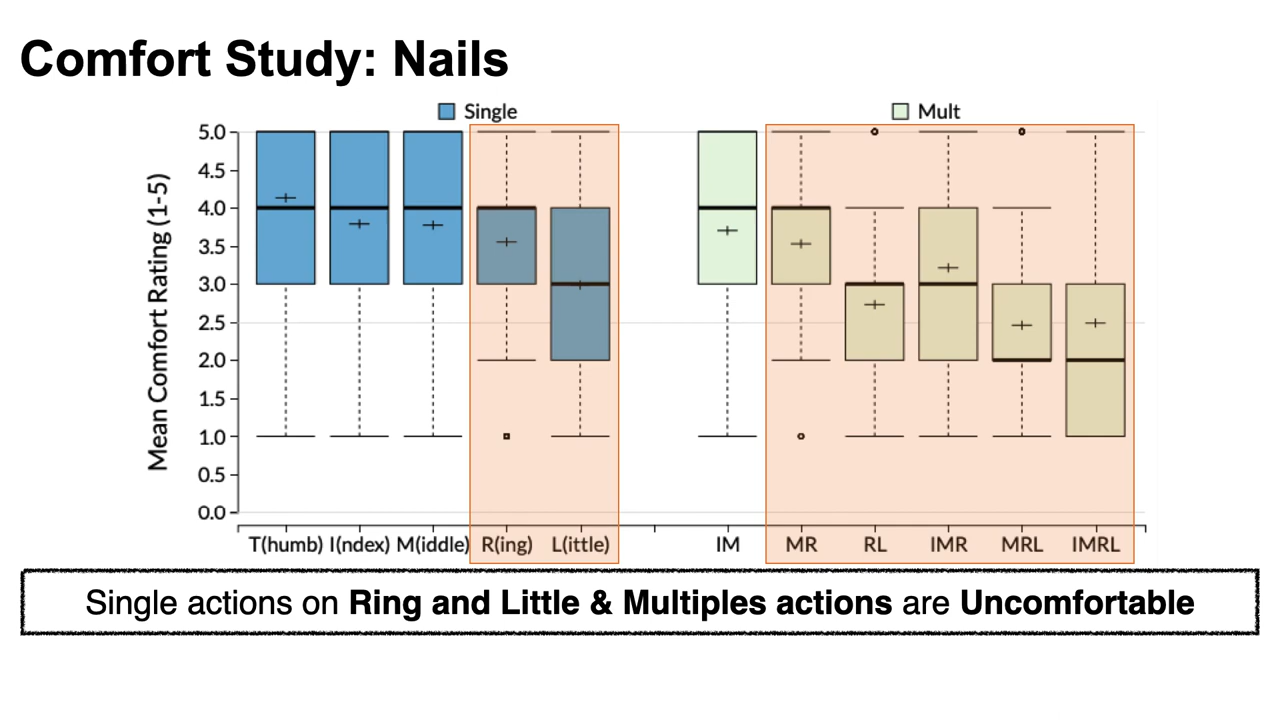 Comfort Study: Nails
Single
Mult
Mean Comfort Rating (1-5)
5.0
4.5
4.0
3.5
3.0
2.5
2.0
1.5
1.0
0.5
0.0
T(humb) I(ndex) M(iddle) R(ing) L(ittle) IM MR RL IMR MRL IMRL
Single actions on Ring and Little & Multiples actions are Uncomfortable